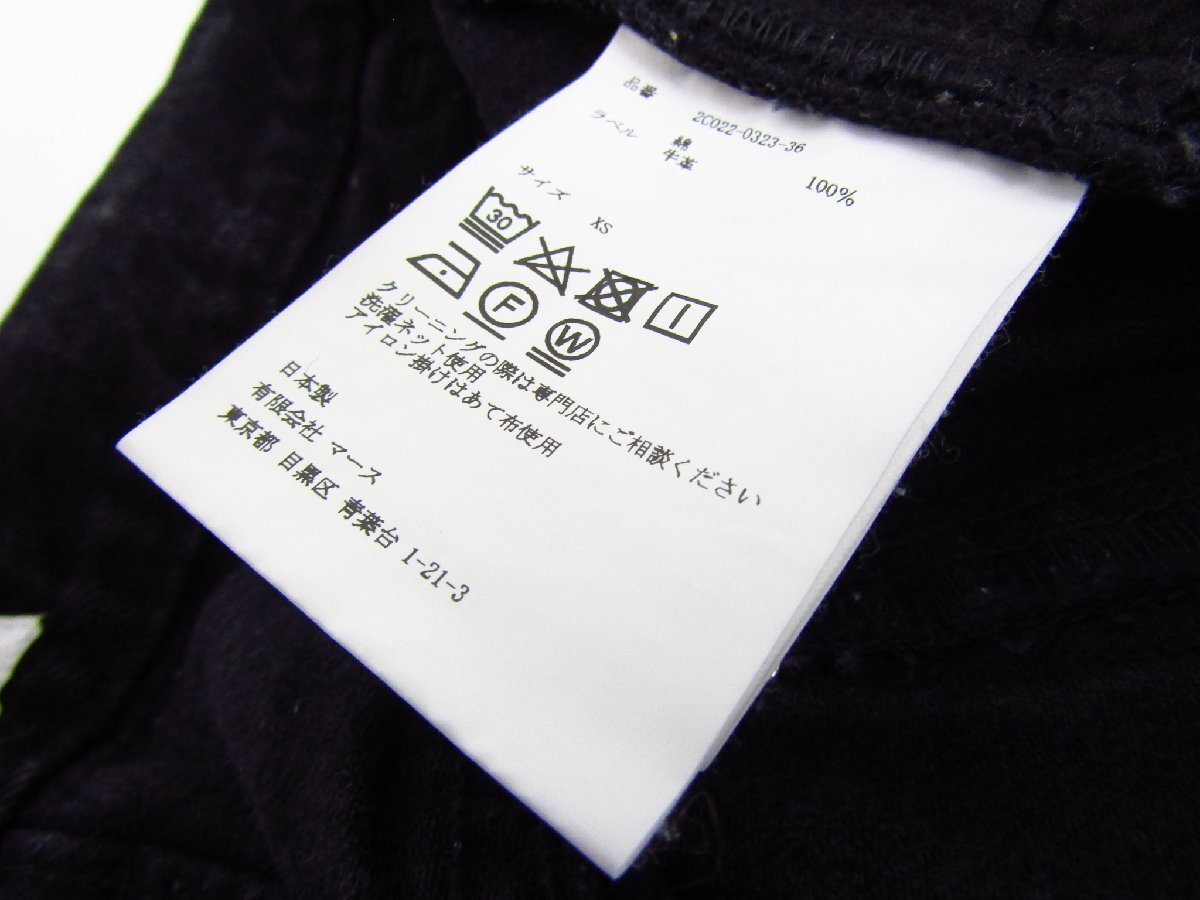 品番 2C022-0323-36
綿 100%
ラベル 牛革
サイズ XS
30
F W
クリーニングの際は専門店にご相談ください
洗濯ネット使用
アイロン掛けはあて布使用
日本製
有限会社 マース
東京都 目黒区 青葉台 1-21-3